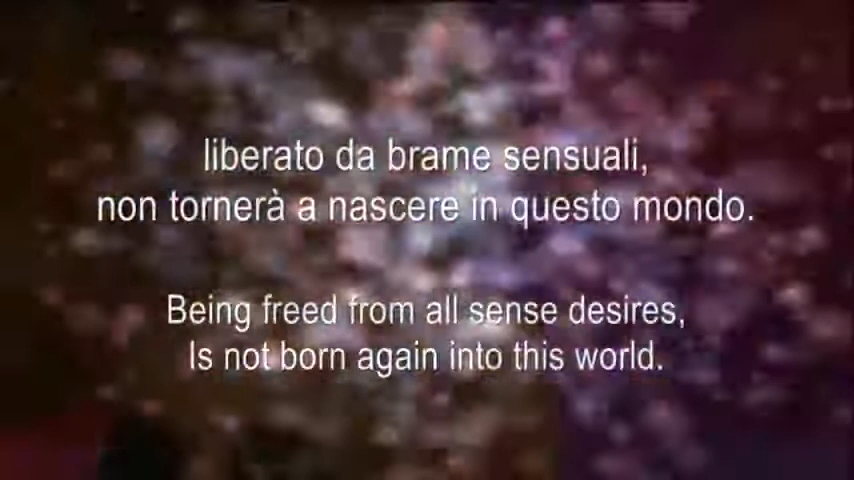 liberato da brame sensuali,
non tornerà a nascere in questo mondo.
Being freed from all sense desires,
Is not born again into this world.